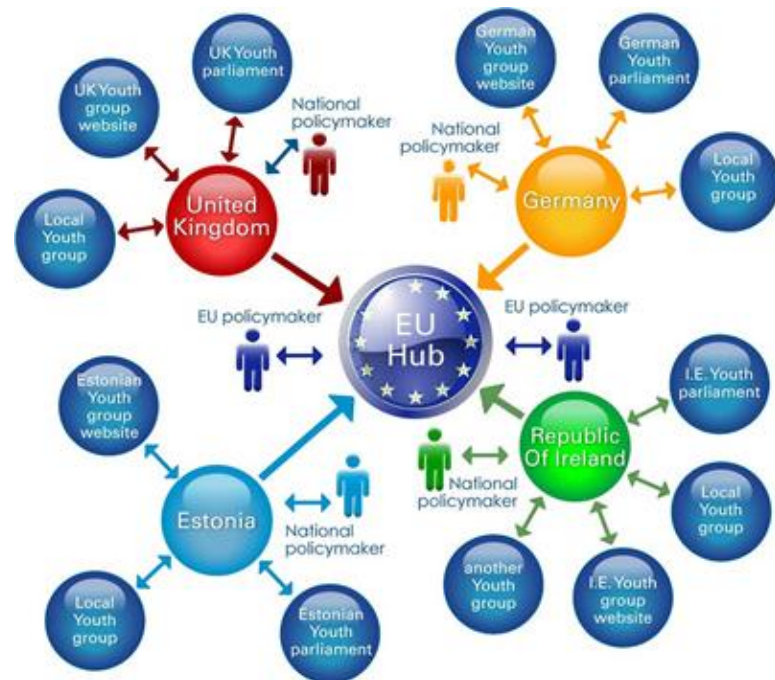 UK Youth
parliament
UK Youth
group
website
Local
Youth
group
National
policymaker
United
Kingdom
German
Youth
group
website
German
Youth
parliament
National
policymaker
Local
Youth
group
Germany
EU policymaker
EU
Hub
EU policymaker
Estonian
Youth
group
website
Estonia
National
policymaker
Local
Youth
group
Estonian
Youth
parliament
I.E. Youth
parliament
Republic
Of Ireland
National
policymaker
Local
Youth
group
another
Youth
group
I.E. Youth
group
website